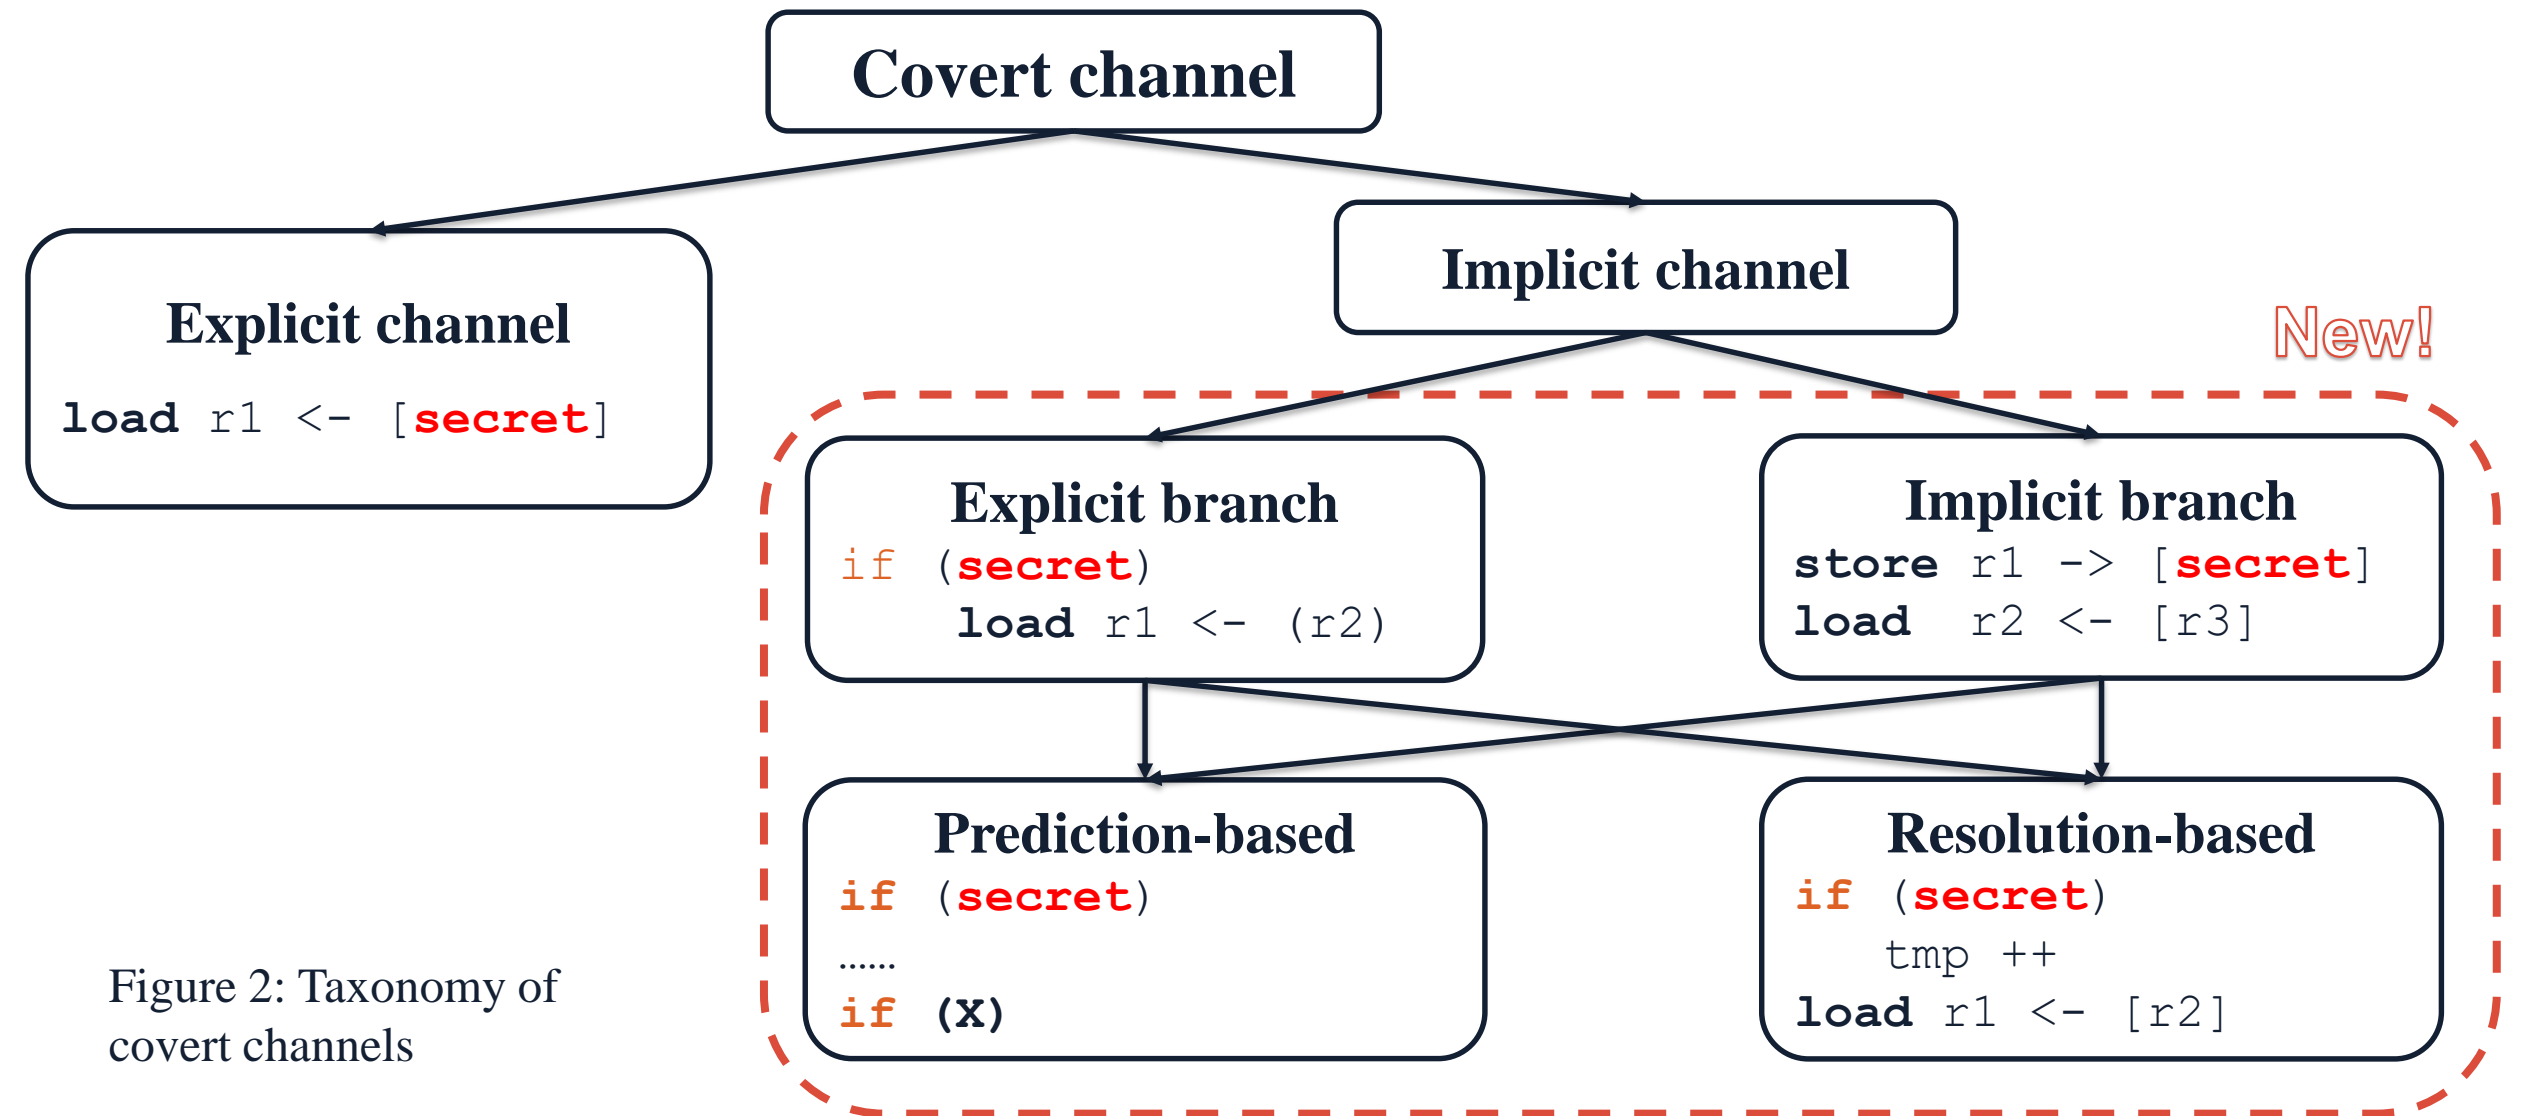 Covert channel
Explicit channel
load r1 <- [secret]
Implicit channel
New!
Explicit branch
if (secret)
load r1 <- (r2)
Implicit branch
store r1 -> [secret]
load r2 <- [r3]
Prediction-based
if (secret)
......
if (X)
Resolution-based
if (secret)
tmp ++
load r1 <- [r2]
Figure 2: Taxonomy of
covert channels